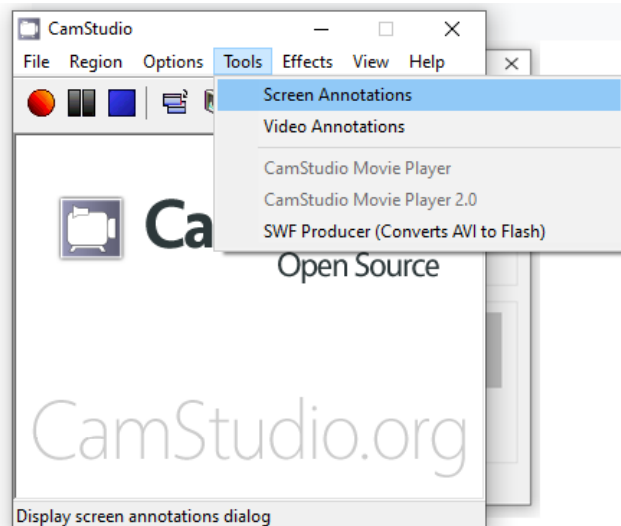 CamStudio
File Region Options Tools Effects View Help
Screen Annotations
Video Annotations
CamStudio Movie Player
CamStudio Movie Player 2.0
SWF Producer (Converts AVI to Flash)
Ca
Open Source
CamStudio.org
Display screen annotations dialog